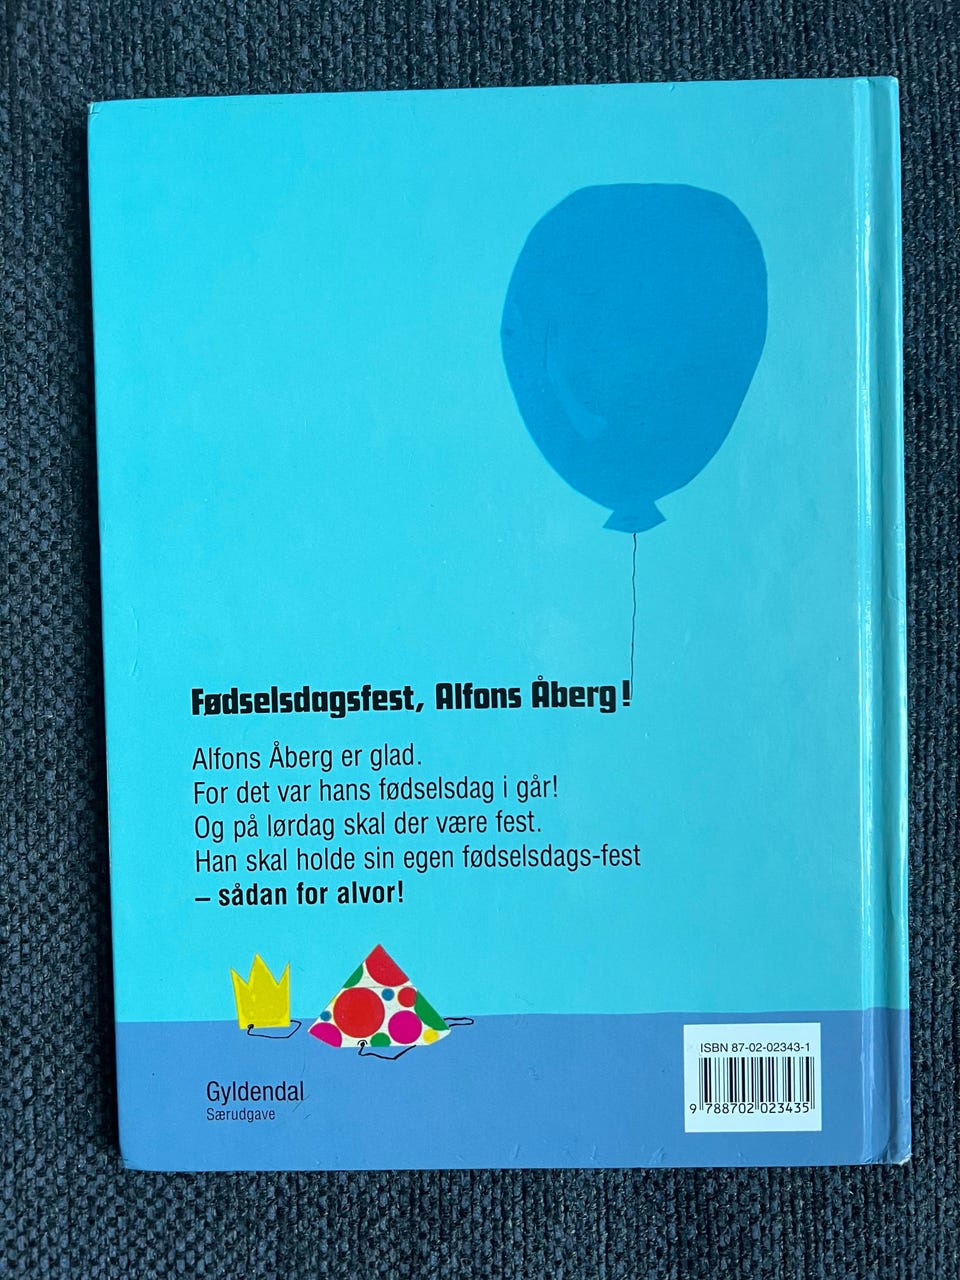 Fødselsdagsfest, Alfons Åberg!
Alfons Åberg er glad.
For det var hans fødselsdag i går!
Og på lørdag skal der være fest.
Han skal holde sin egen fødselsdags-fest
– sådan for alvor!
Gyldendal
Særudgave
ISBN 87-02-02343-1
9 788702 023435